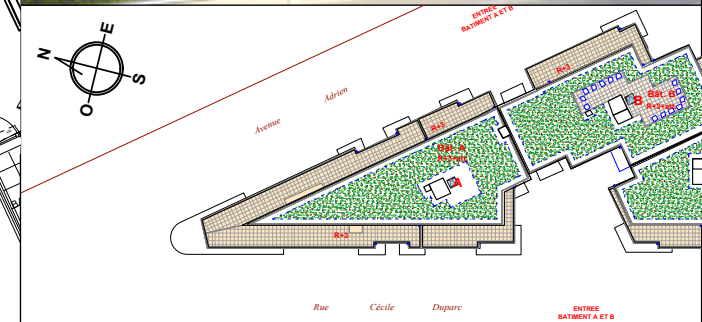 ENTREE
BATIMENT A ET B
N
E
S
O
Avenue Adrien
R+3
R+3
Bât. B
R+3+att
B
Bât. A
R+3+att
A
R+3
Rue Cécile Duparc
ENTREE
BATIMENT A ET B